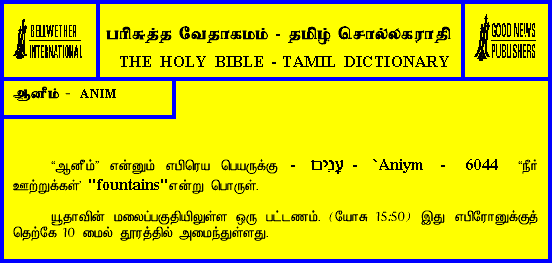 BELLWETHER
INTERNATIONAL
பரிசுத்த வேதாகமம் - தமிழ் சொல்லகராதி
THE HOLY BIBLE - TAMIL DICTIONARY
GOOD NEWS
PUBLISHERS
ஆனீம் - ANIM
“ஆனீம்” என்னும் எபிரெய பெயருக்கு - עָנִים - `Aniym - 6044 “நீர்
ஊற்றுக்கள்’ "fountains" என்று பொருள்.
யூதாவின் மலைப்பகுதியிலுள்ள ஒரு பட்டணம். (யோசு 15:50) இது எபிரோனுக்குத்
தெற்கே 10 மைல் தூரத்தில் அமைந்துள்ளது.